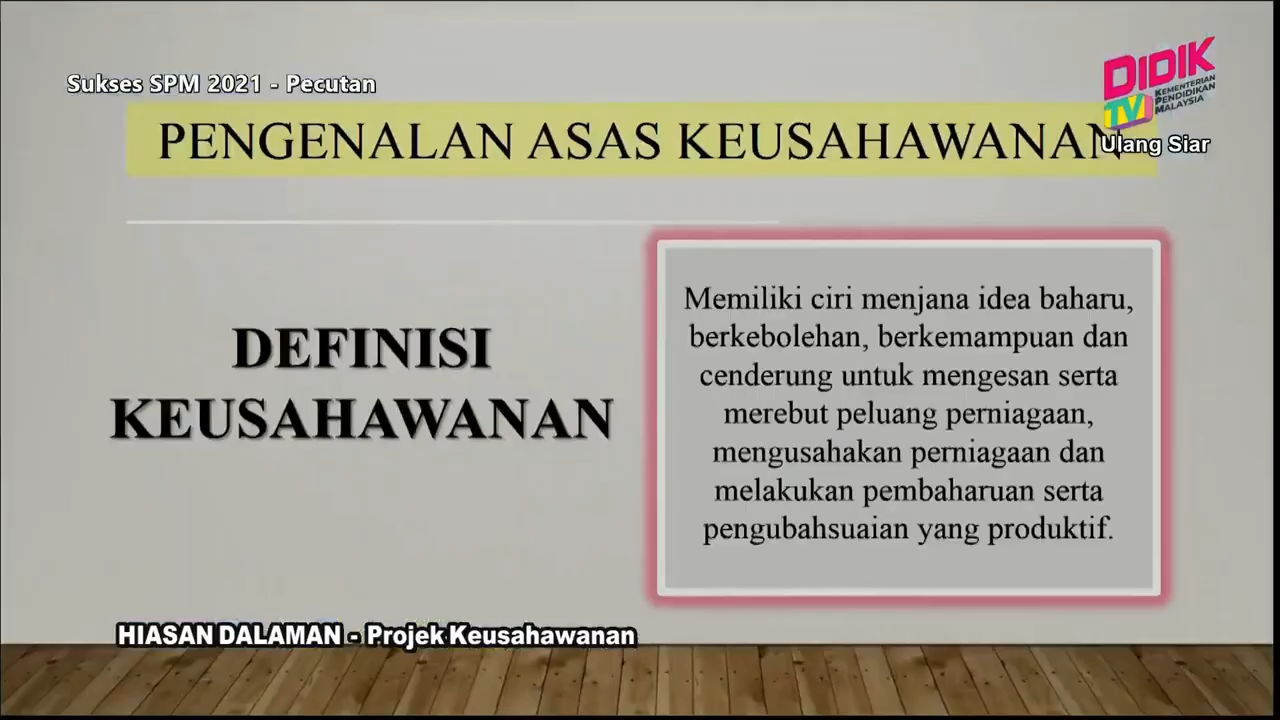 Sukses SPM 2021 - Pecutan
DIDIK
TV
KEMENTERIAN
PENDIDIKAN
MALAYSIA
PENGENALAN ASAS KEUSAHAWANAN
Ulang Siar
DEFINISI
KEUSAHAWANAN
Memiliki ciri menjana idea baharu,
berkebolehan, berkemampuan dan
cenderung untuk mengesan serta
merebut peluang perniagaan,
mengusahakan perniagaan dan
melakukan pembaharuan serta
pengubahsuaian yang produktif.
HIASAN DALAMAN - Projek Keusahawanan